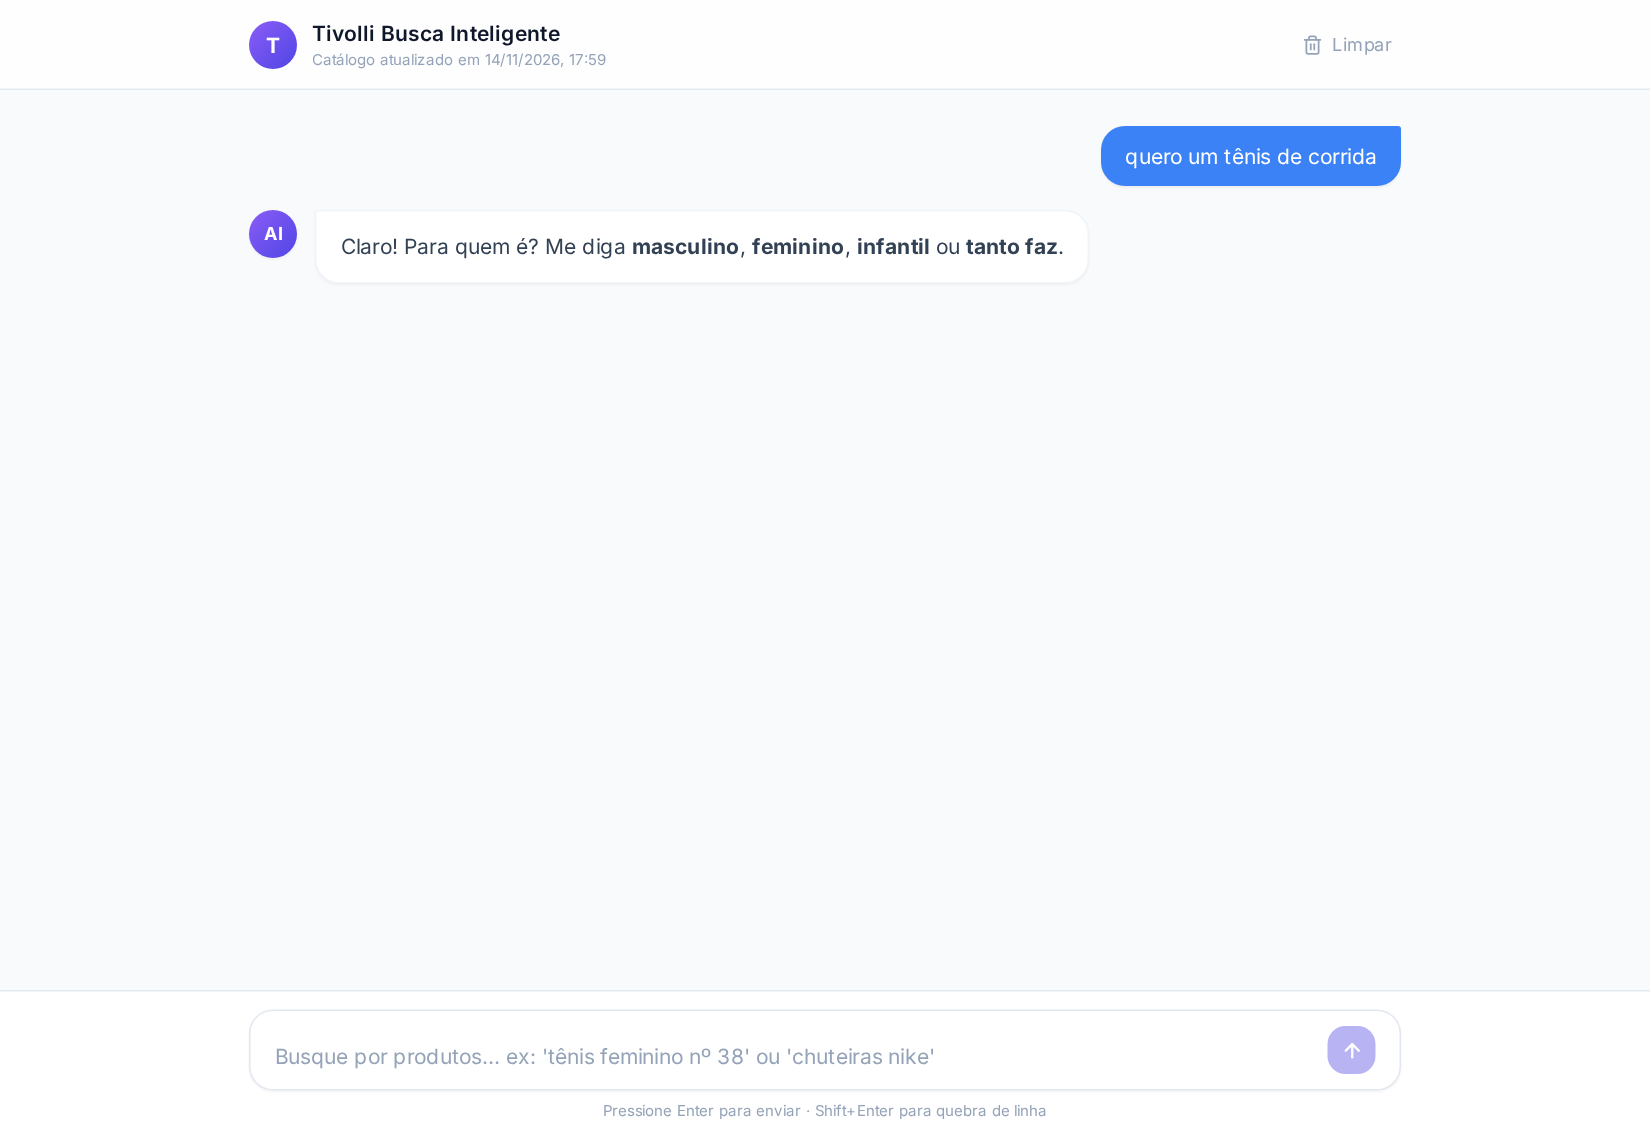 T
Tivolli Busca Inteligente
Catálogo atualizado em 14/11/2026, 17:59
Limpar
quero um tênis de corrida
AI
Claro! Para quem é? Me diga masculino, feminino, infantil ou tanto faz.
Busque por produtos... ex: 'tênis feminino nº 38' ou 'chuteiras nike'
Pressione Enter para enviar · Shift+Enter para quebra de linha